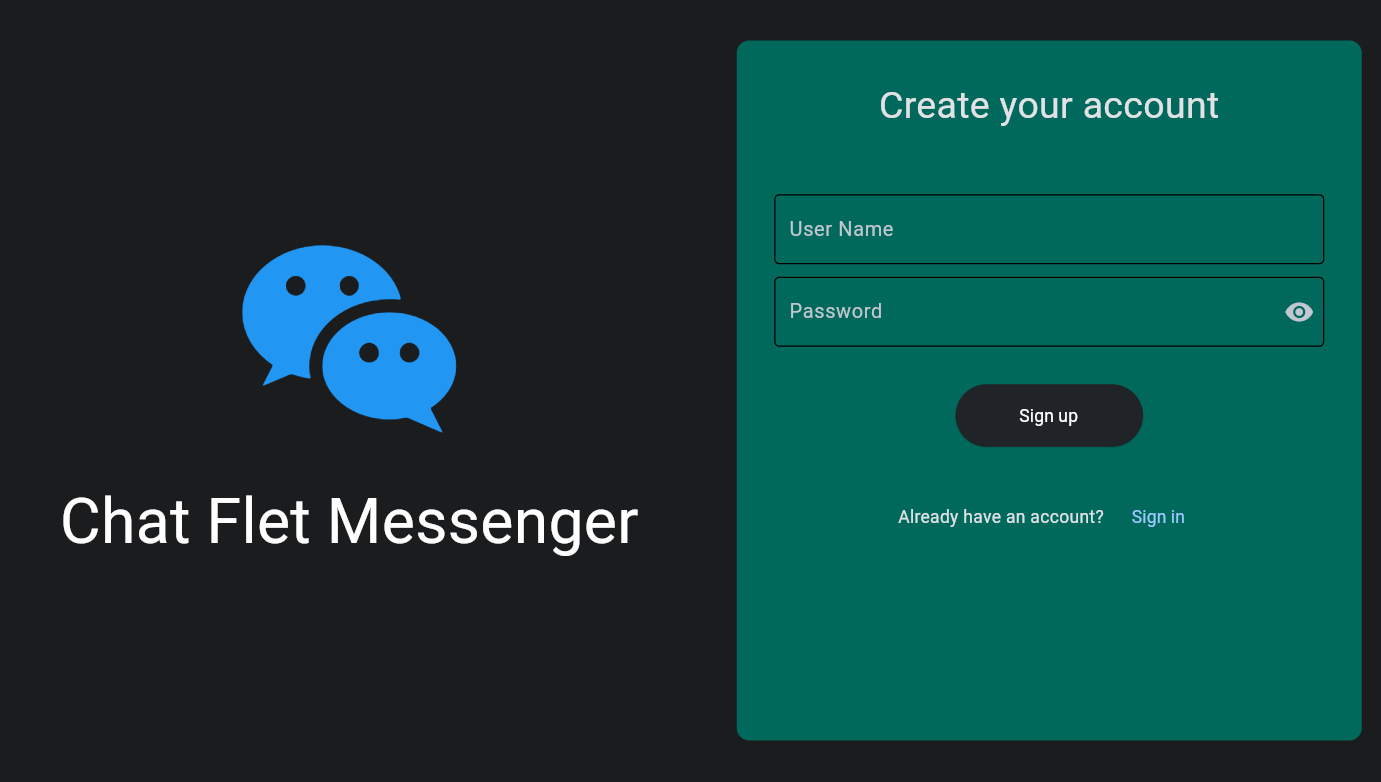 Chat Flet Messenger
Create your account
User Name
Password
Sign up
Already have an account? Sign in